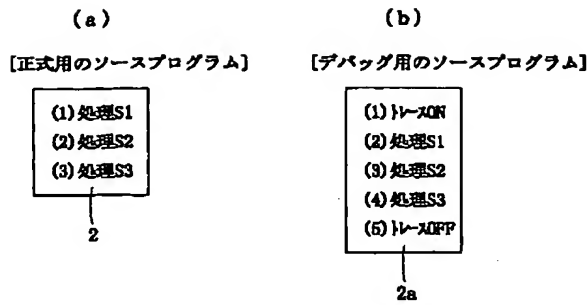 (a)
[正式用のソースプログラム]
(1)処理S1
(2)処理S2
(3)処理S3
2
(b)
[デバッグ用のソースプログラム]
(1)ﾄﾚｰｽON
(2)処理S1
(3)処理S2
(4)処理S3
(5)ﾄﾚｰｽOFF
2a